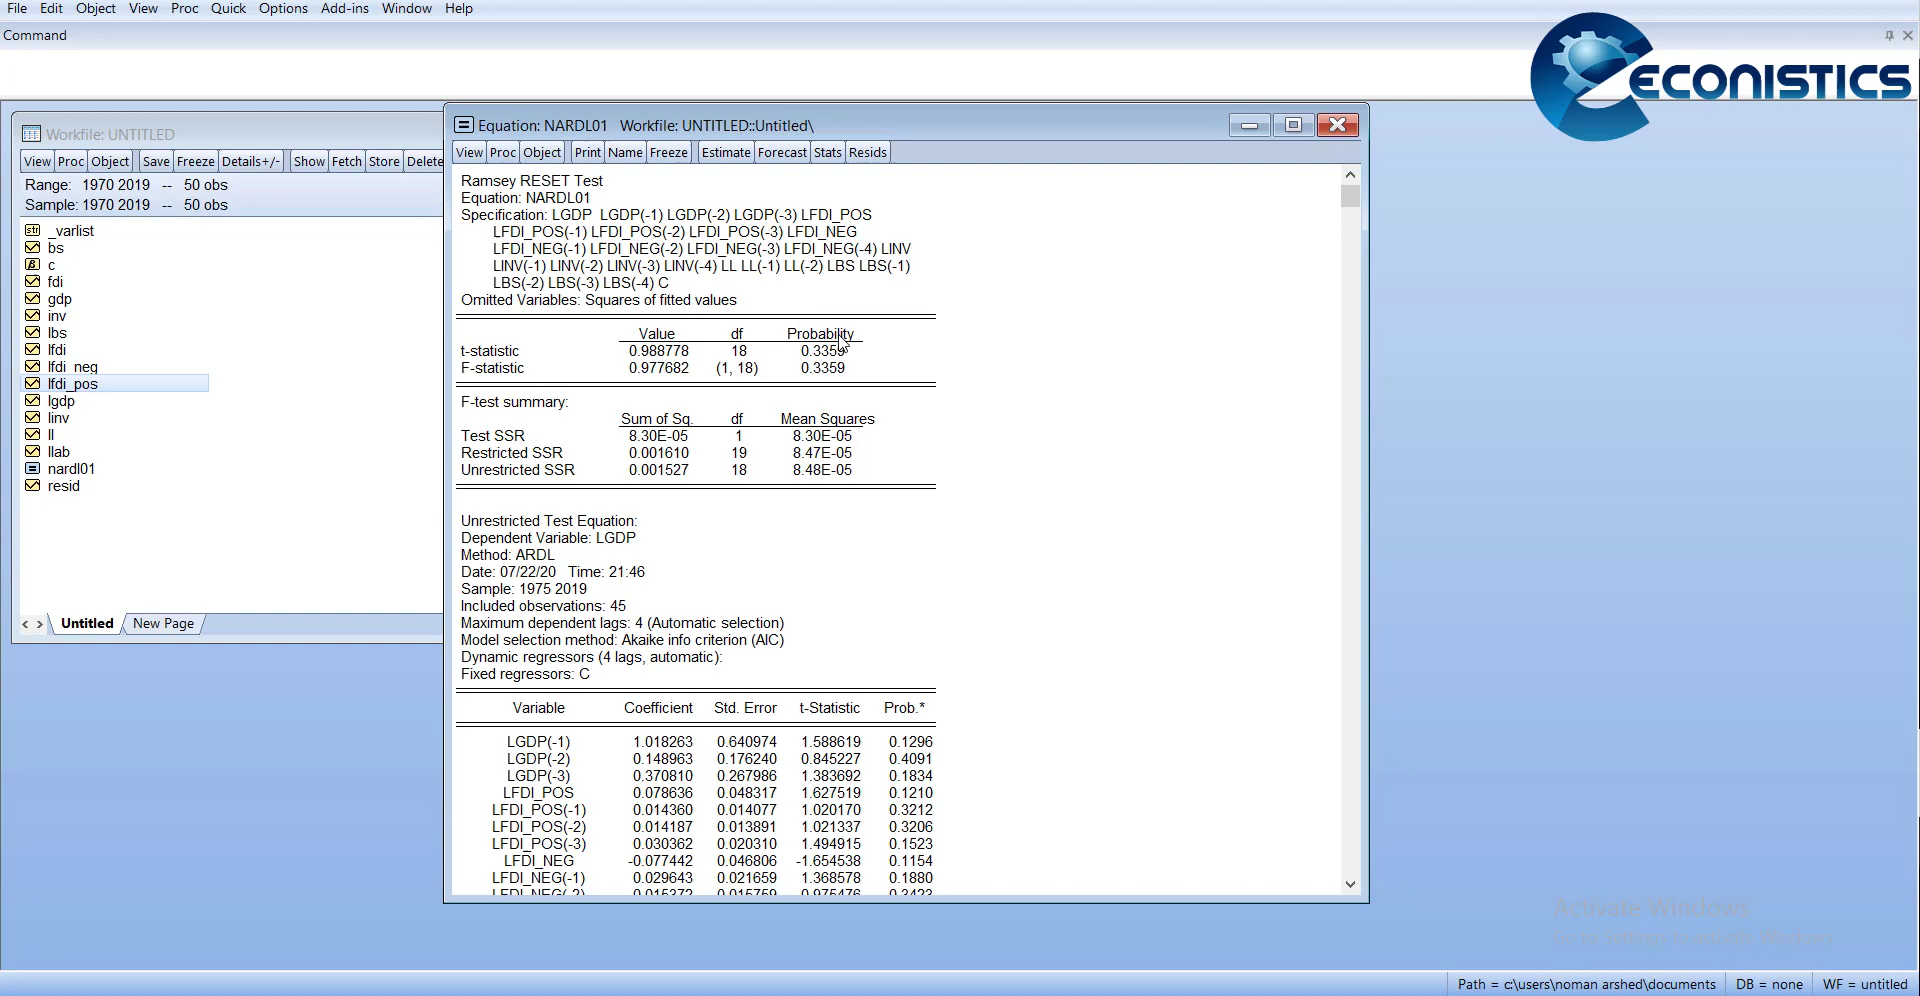 File Edit Object View Proc Quick Options Add-ins Window Help
Command
ECONISTICS
Workfile: UNTITLED
View Proc Object Save Freeze Details+/- Show Fetch Store Delete
Range: 1970 2019 -- 50 obs
Sample: 1970 2019 -- 50 obs
_varlist
bs
c
fdi
gdp
inv
lbs
lfdi
lfdi_neg
lfdi_pos
lgdp
linv
ll
llab
nardl01
resid
Untitled New Page
Equation: NARDL01 Workfile: UNTITLED::Untitled\
View Proc Object Print Name Freeze Estimate Forecast Stats Resids
Ramsey RESET Test
Equation: NARDL01
Specification: LGDP LGDP(-1) LGDP(-2) LGDP(-3) LFDI_POS
LFDI_POS(-1) LFDI_POS(-2) LFDI_POS(-3) LFDI_NEG
LFDI_NEG(-1) LFDI_NEG(-2) LFDI_NEG(-3) LFDI_NEG(-4) LINV
LINV(-1) LINV(-2) LINV(-3) LINV(-4) LL LL(-1) LL(-2) LBS LBS(-1)
LBS(-2) LBS(-3) LBS(-4) C
Omitted Variables: Squares of fitted values
Value df Probability
t-statistic 0.988778 18 0.3359
F-statistic 0.977682 (1, 18) 0.3359
F-test summary:
Sum of Sq. df Mean Squares
Test SSR 8.30E-05 1 8.30E-05
Restricted SSR 0.001610 19 8.47E-05
Unrestricted SSR 0.001527 18 8.48E-05
Unrestricted Test Equation:
Dependent Variable: LGDP
Method: ARDL
Date: 07/22/20 Time: 21:46
Sample: 1975 2019
Included observations: 45
Maximum dependent lags: 4 (Automatic selection)
Model selection method: Akaike info criterion (AIC)
Dynamic regressors (4 lags, automatic):
Fixed regressors: C
Variable Coefficient Std. Error t-Statistic Prob.*
LGDP(-1) 1.018263 0.640974 1.588619 0.1296
LGDP(-2) 0.148963 0.176240 0.845227 0.4091
LGDP(-3) 0.370810 0.267986 1.383692 0.1834
LFDI_POS 0.078636 0.048317 1.627519 0.1210
LFDI_POS(-1) 0.014360 0.014077 1.020170 0.3212
LFDI_POS(-2) 0.014187 0.013891 1.021337 0.3206
LFDI_POS(-3) 0.030362 0.020310 1.494915 0.1523
LFDI_NEG -0.077442 0.046806 -1.654538 0.1154
LFDI_NEG(-1) 0.029643 0.021659 1.368578 0.1880
LFDI_NEG(-2) 0.015372 0.015759 0.975476 0.3423
Activate Windows
Path = c:\users\noman arshed\documents DB = none WF = untitled